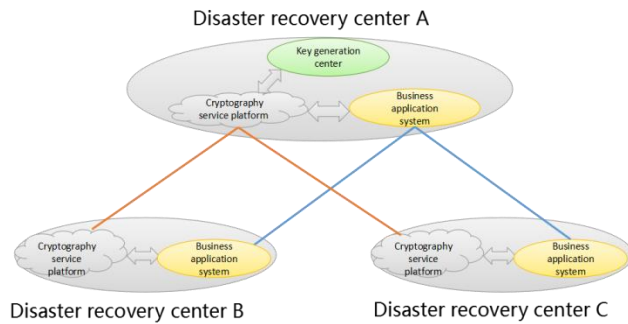 Disaster recovery center A
Key generation
center
Cryptography
service platform
Business
application
system
Cryptography
service
platform
Business
application
system
Cryptography
service
platform
Business
application
system
Disaster recovery center B
Disaster recovery center C